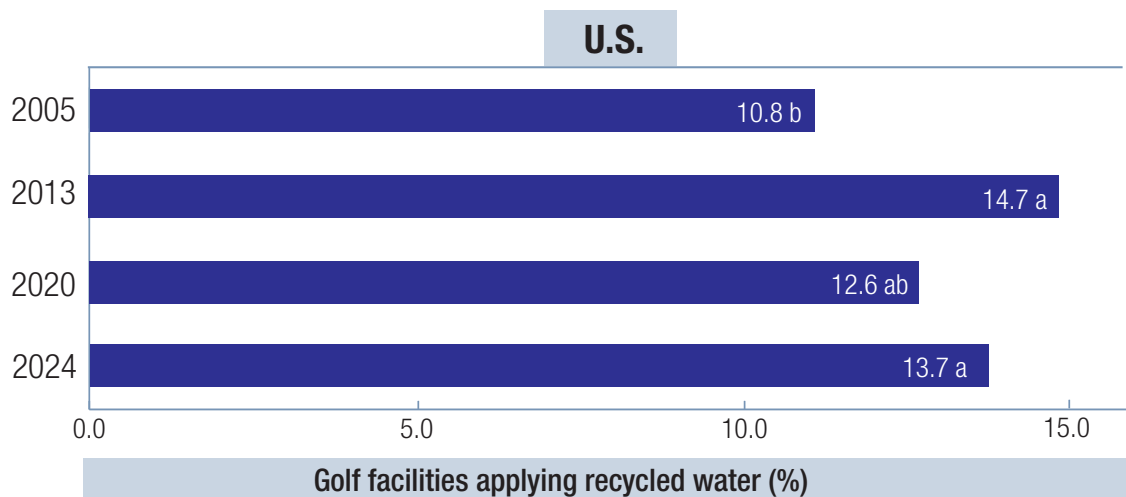 U.S.
2005
10.8 b
2013
14.7 a
2020
12.6 ab
2024
13.7 a
0.0 5.0 10.0 15.0
Golf facilities applying recycled water (%)